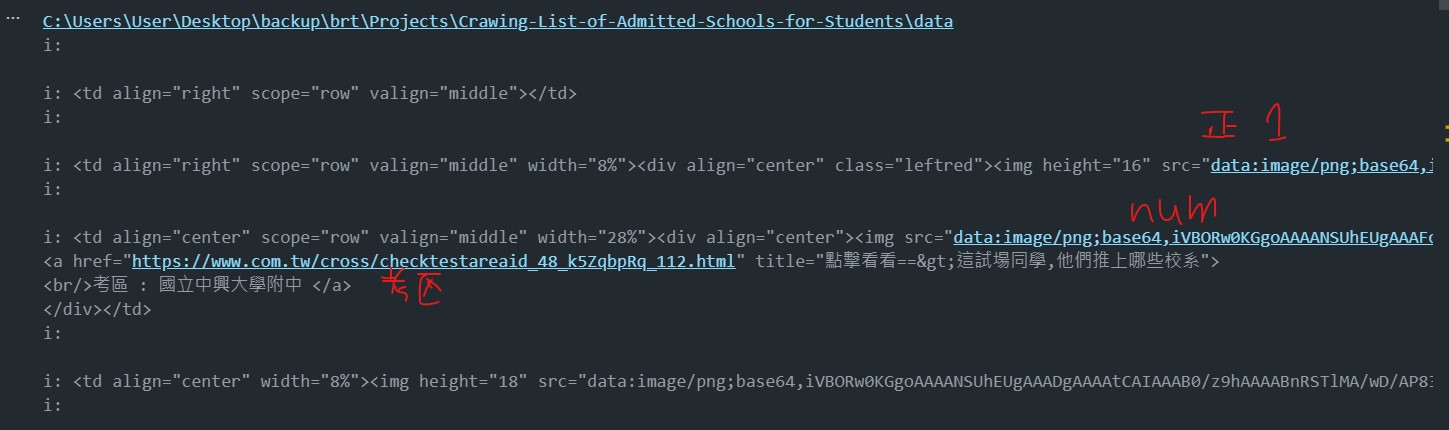 ... C:\Users\User\Desktop\backup\brt\Projects\Crawing-List-of-Admitted-Schools-for-Students\data
i:
i: <td align="right" scope="row" valign="middle"></td>
i:
正 1
i: <td align="right" scope="row" valign="middle" width="8%"><div align="center" class="leftred"><img height="16" src="data:image/png;base64,i
i:
num
i: <td align="center" scope="row" valign="middle" width="28%"><div align="center"><img src="data:image/png;base64,iVBORw0KGgoAAAANSUhEUgAAAFc
<a href="https://www.com.tw/cross/checktestareaid_48_k5ZqbpRq_112.html" title="點擊看看==&gt;這試場同學,他們推上哪些校系">
<br/>考區 : 國立中興大學附中 </a>
考区
</div></td>
i:
i: <td align="center" width="8%"><img height="18" src="data:image/png;base64,iVBORw0KGgoAAAANSUhEUgAAADgAAAAtCAIAAAB0/z9hAAAABnRSTlMA/wD/AP83
i: